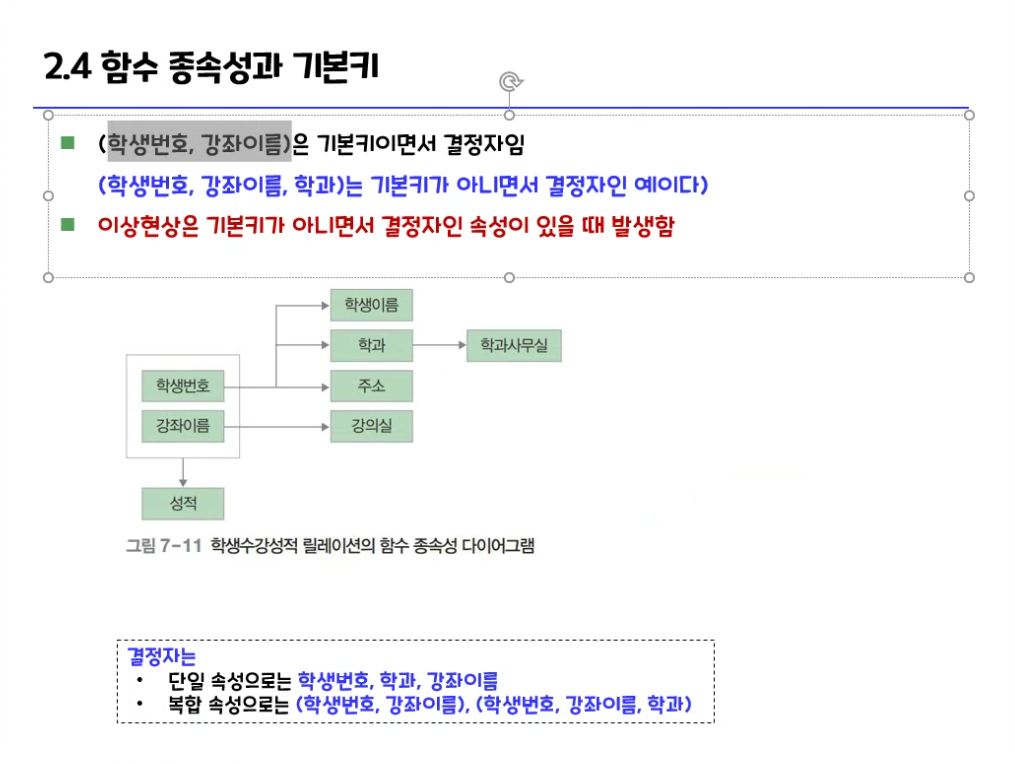 2.4 함수 종속성과 기본키
■ (학생번호, 강좌이름)은 기본키이면서 결정자임
(학생번호, 강좌이름, 학과)는 기본키가 아니면서 결정자인 예이다)
■ 이상현상은 기본키가 아니면서 결정자인 속성이 있을 때 발생함
학생이름
학과
학과사무실
학생번호
주소
강좌이름
강의실
성적
그림 7-11 학생수강성적 릴레이션의 함수 종속성 다이어그램
결정자는
• 단일 속성으로는 학생번호, 학과, 강좌이름
• 복합 속성으로는 (학생번호, 강좌이름), (학생번호, 강좌이름, 학과)